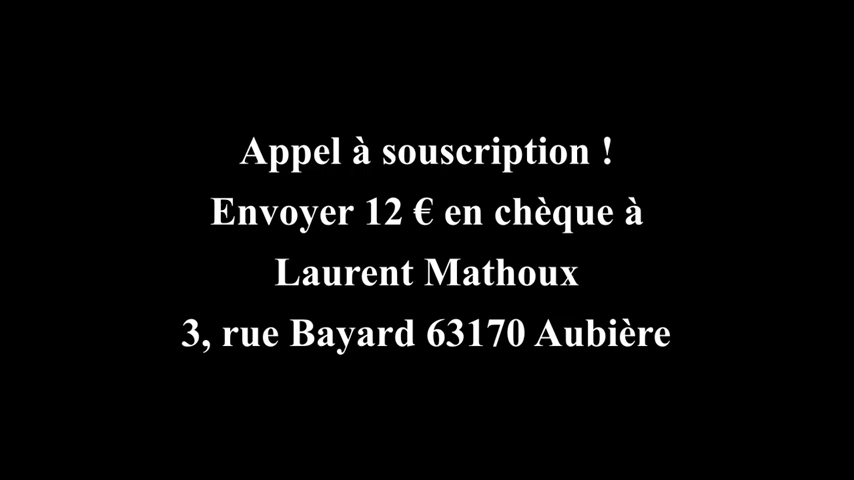 Appel à souscription !
Envoyer 12 € en chèque à
Laurent Mathoux
3, rue Bayard 63170 Aubière